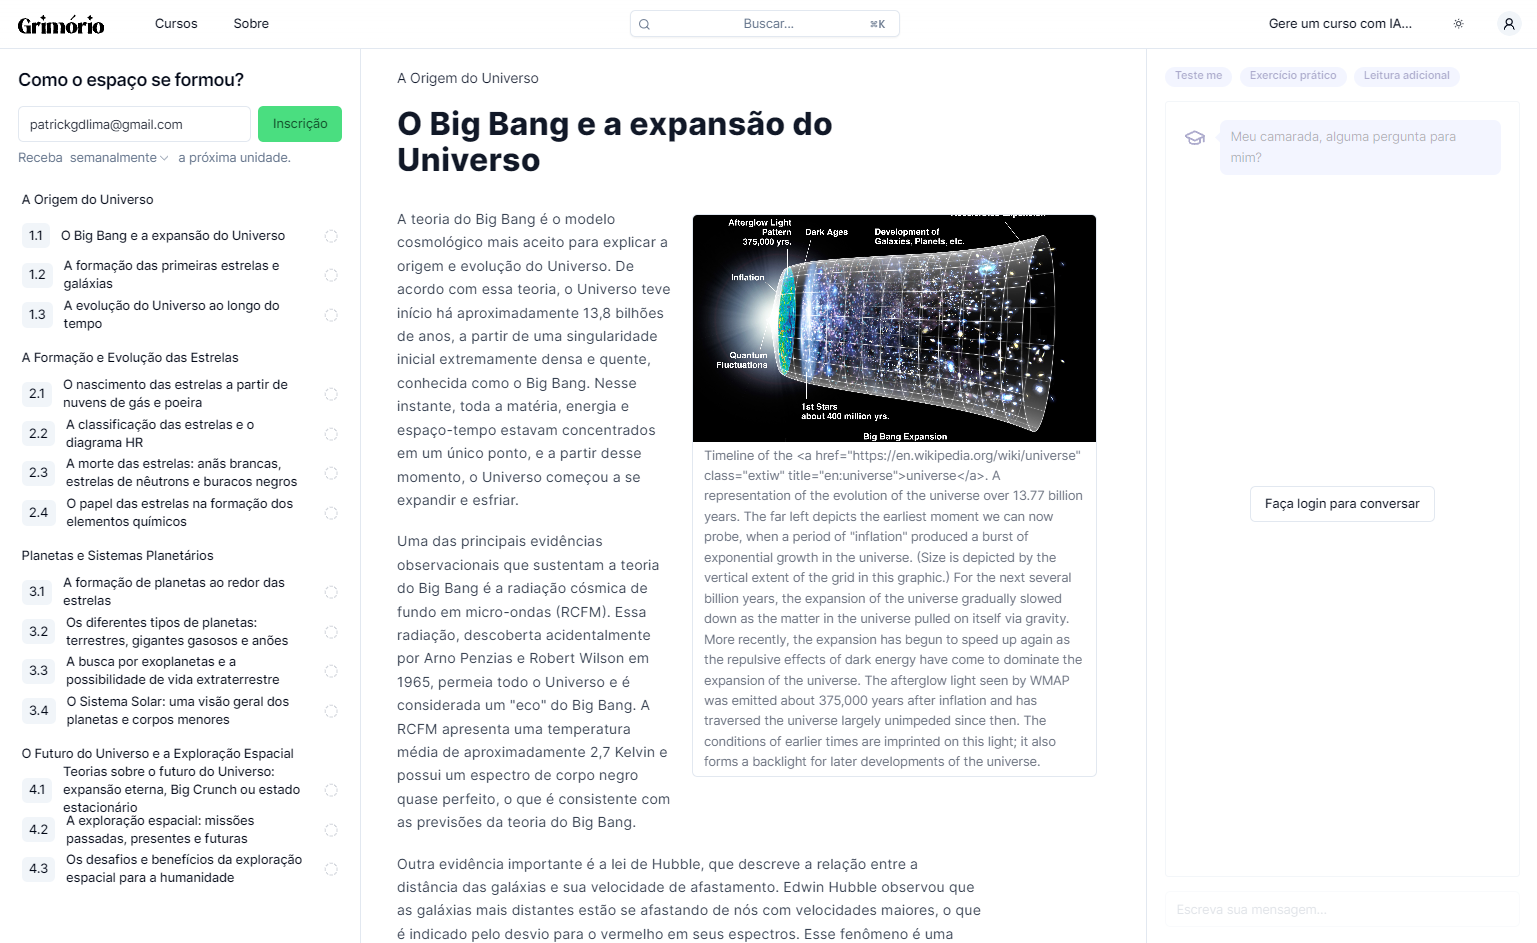 Grimório
Cursos
Sobre
Buscar...
⌘K
Gere um curso com IA...
Como o espaço se formou?
patrickgdlima@gmail.com
Inscrição
Receba semanalmente a próxima unidade.
A Origem do Universo
1.1 O Big Bang e a expansão do Universo
1.2 A formação das primeiras estrelas e
galáxias
1.3 A evolução do Universo ao longo do
tempo
A Formação e Evolução das Estrelas
2.1 O nascimento das estrelas a partir de
nuvens de gás e poeira
2.2 A classificação das estrelas e o
diagrama HR
2.3 A morte das estrelas: anãs brancas,
estrelas de nêutrons e buracos negros
2.4 O papel das estrelas na formação dos
elementos químicos
Planetas e Sistemas Planetários
3.1 A formação de planetas ao redor das
estrelas
3.2 Os diferentes tipos de planetas:
terrestres, gigantes gasosos e anões
3.3 A busca por exoplanetas e a
possibilidade de vida extraterrestre
3.4 O Sistema Solar: uma visão geral dos
planetas e corpos menores
O Futuro do Universo e a Exploração Espacial
4.1 Teorias sobre o futuro do Universo:
expansão eterna, Big Crunch ou estado
estacionário
4.2 A exploração espacial: missões
passadas, presentes e futuras
4.3 Os desafios e benefícios da exploração
espacial para a humanidade
A Origem do Universo
O Big Bang e a expansão do
Universo
A teoria do Big Bang é o modelo
cosmológico mais aceito para explicar a
origem e evolução do Universo. De
acordo com essa teoria, o Universo teve
início há aproximadamente 13,8 bilhões
de anos, a partir de uma singularidade
inicial extremamente densa e quente,
conhecida como o Big Bang. Nesse
instante, toda a matéria, energia e
espaço-tempo estavam concentrados
em um único ponto, e a partir desse
momento, o Universo começou a se
expandir e esfriar.
Uma das principais evidências
observacionais que sustentam a teoria
do Big Bang é a radiação cósmica de
fundo em micro-ondas (RCFM). Essa
radiação, descoberta acidentalmente
por Arno Penzias e Robert Wilson em
1965, permeia todo o Universo e é
considerada um "eco" do Big Bang. A
RCFM apresenta uma temperatura
média de aproximadamente 2,7 Kelvin e
possui um espectro de corpo negro
quase perfeito, o que é consistente com
as previsões da teoria do Big Bang.
Afterglow Light
Pattern
375,000 yrs.
Dark Ages
Development of
Galaxies, Planets, etc.
Inflation
Quantum
Fluctuations
1st Stars
about 400 million yrs.
Big Bang Expansion
Timeline of the <a href="https://en.wikipedia.org/wiki/universe"
class="extiw" title="en:universe">universe</a>. A
representation of the evolution of the universe over 13.77 billion
years. The far left depicts the earliest moment we can now
probe, when a period of "inflation" produced a burst of
exponential growth in the universe. (Size is depicted by the
vertical extent of the grid in this graphic.) For the next several
billion years, the expansion of the universe gradually slowed
down as the matter in the universe pulled on itself via gravity.
More recently, the expansion has begun to speed up again as
the repulsive effects of dark energy have come to dominate the
expansion of the universe. The afterglow light seen by WMAP
was emitted about 375,000 years after inflation and has
traversed the universe largely unimpeded since then. The
conditions of earlier times are imprinted on this light; it also
forms a backlight for later developments of the universe.
Outra evidência importante é a lei de Hubble, que descreve a relação entre a
distância das galáxias e sua velocidade de afastamento. Edwin Hubble observou que
as galáxias mais distantes estão se afastando de nós com velocidades maiores, o que
é indicado pelo desvio para o vermelho em seus espectros. Esse fenômeno é uma
Teste me
Exercício prático
Leitura adicional
Meu camarada, alguma pergunta para
mim?
Faça login para conversar
Escreva sua mensagem...